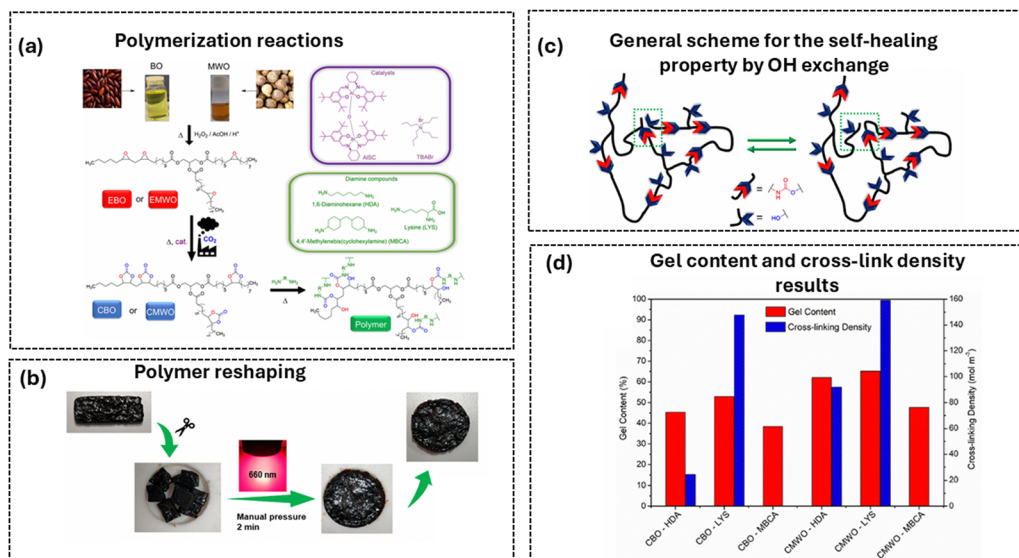 (a)
Polymerization reactions
BO
MWO
H₂O₂ / AcOH / H⁺
Δ
Catalysts
AlSC
TBABr
EBO or EMWO
Diamine compounds
1,6-Diaminohexane (HDA)
Lysine (LYS)
4,4'-Methylenebis(cyclohexylamine) (MBCA)
Δ, cat.
CO₂
CBO or CMWO
Δ
Polymer
(b)
Polymer reshaping
660 nm
Manual pressure
2 min
(c)
General scheme for the self-healing
property by OH exchange
(d)
Gel content and cross-link density
results
Gel Content
Cross-linking Density
Gel Content (%)
100
90
80
70
60
50
40
30
20
10
0
160
140
120
100
80
60
40
20
0
Cross-linking Density (mol m⁻³)
CBO - HDA
CBO - LYS
CBO - MBCA
CMWO - HDA
CMWO - LYS
CMWO - MBCA